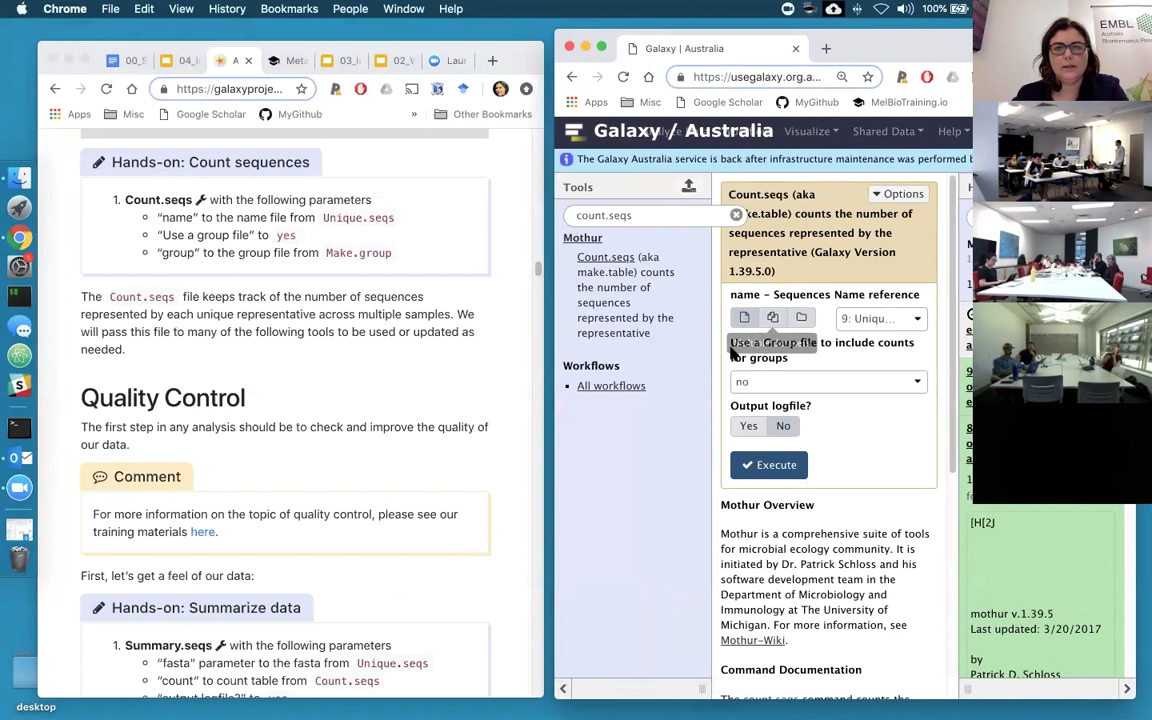 Chrome File Edit View History Bookmarks People Window Help 100%
00_S 04_I A Meta 03_I 02_V Laur
https://galaxyproje...
Apps Misc Google Scholar MyGithub » Other Bookmarks
Hands-on: Count sequences
1. Count.seqs with the following parameters
"name" to the name file from Unique.seqs
"Use a group file" to yes
"group" to the group file from Make.group
The Count.seqs file keeps track of the number of sequences
represented by each unique representative across multiple samples. We
will pass this file to many of the following tools to be used or updated as
needed.
Quality Control
The first step in any analysis should be to check and improve the quality of
our data.
Comment
For more information on the topic of quality control, please see our
training materials here.
First, let's get a feel of our data:
Hands-on: Summarize data
1. Summary.seqs with the following parameters
"fasta" parameter to the fasta from Unique.seqs
"count" to count table from Count.seqs
desktop
Galaxy | Australia
https://usegalaxy.org.a...
Apps Misc Google Scholar MyGithub MelBioTraining.io
Galaxy / Australia Visualize Shared Data Help
The Galaxy Australia service is back after infrastructure maintenance was performed b
Tools
count.seqs
Mothur
Count.seqs (aka
make.table) counts
the number of
sequences
represented by the
representative
Workflows
All workflows
Count.seqs (aka
make.table) counts the number of
sequences represented by the
representative (Galaxy Version
1.39.5.0)
Options
name - Sequences Name reference
9: Uniqu...
Use a Group file to include counts
for groups
no
Output logfile?
Yes No
Execute
Mothur Overview
Mothur is a comprehensive suite of tools
for microbial ecology community. It is
initiated by Dr. Patrick Schloss and his
software development team in the
Department of Microbiology and
Immunology at The University of
Michigan. For more information, see
Mothur-Wiki.
Command Documentation
The count.seqs command counts the
[H[2J
mothur v.1.39.5
Last updated: 3/20/2017
by
Patrick D. Schloss
EMBL